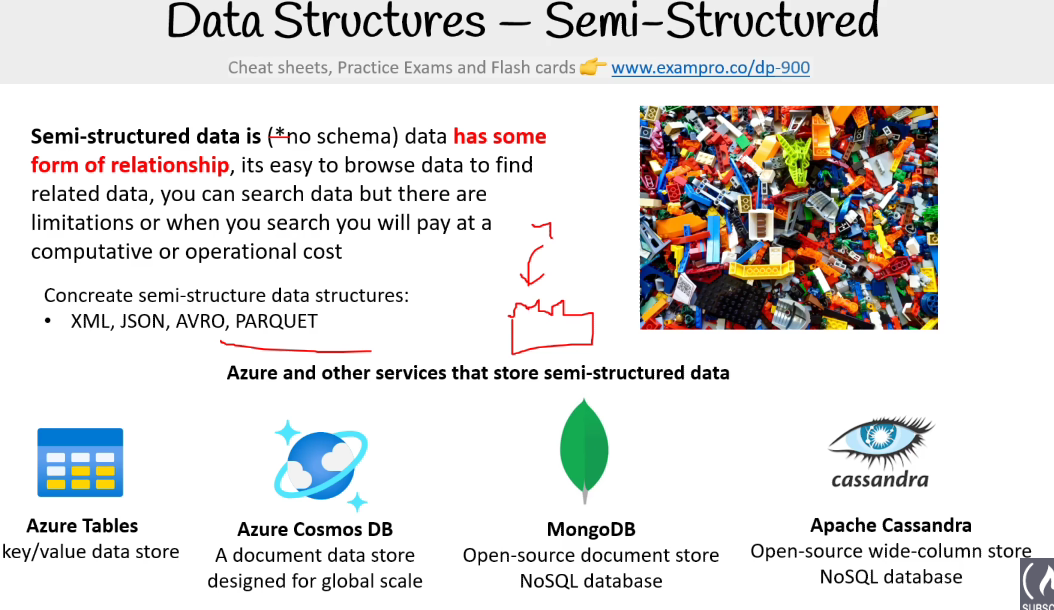 Data Structures – Semi-Structured
Cheat sheets, Practice Exams and Flash cards 👉 www.exampro.co/dp-900
Semi-structured data is (*no schema) data has some
form of relationship, its easy to browse data to find
related data, you can search data but there are
limitations or when you search you will pay at a
computative or operational cost
Concreate semi-structure data structures:
• XML, JSON, AVRO, PARQUET
Azure and other services that store semi-structured data
cassandra
Azure Tables
key/value data store
Azure Cosmos DB
A document data store
designed for global scale
MongoDB
Open-source document store
NoSQL database
Apache Cassandra
Open-source wide-column store
NoSQL database